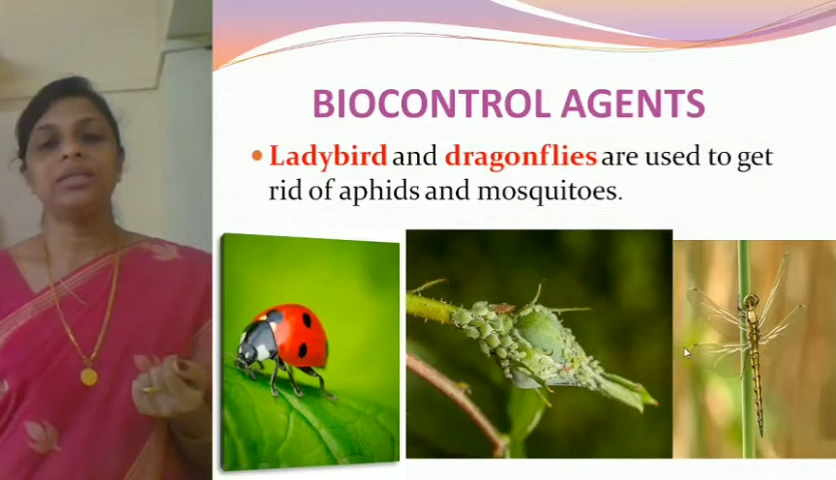 BIOCONTROL AGENTS
• Ladybird and dragonflies are used to get
rid of aphids and mosquitoes.